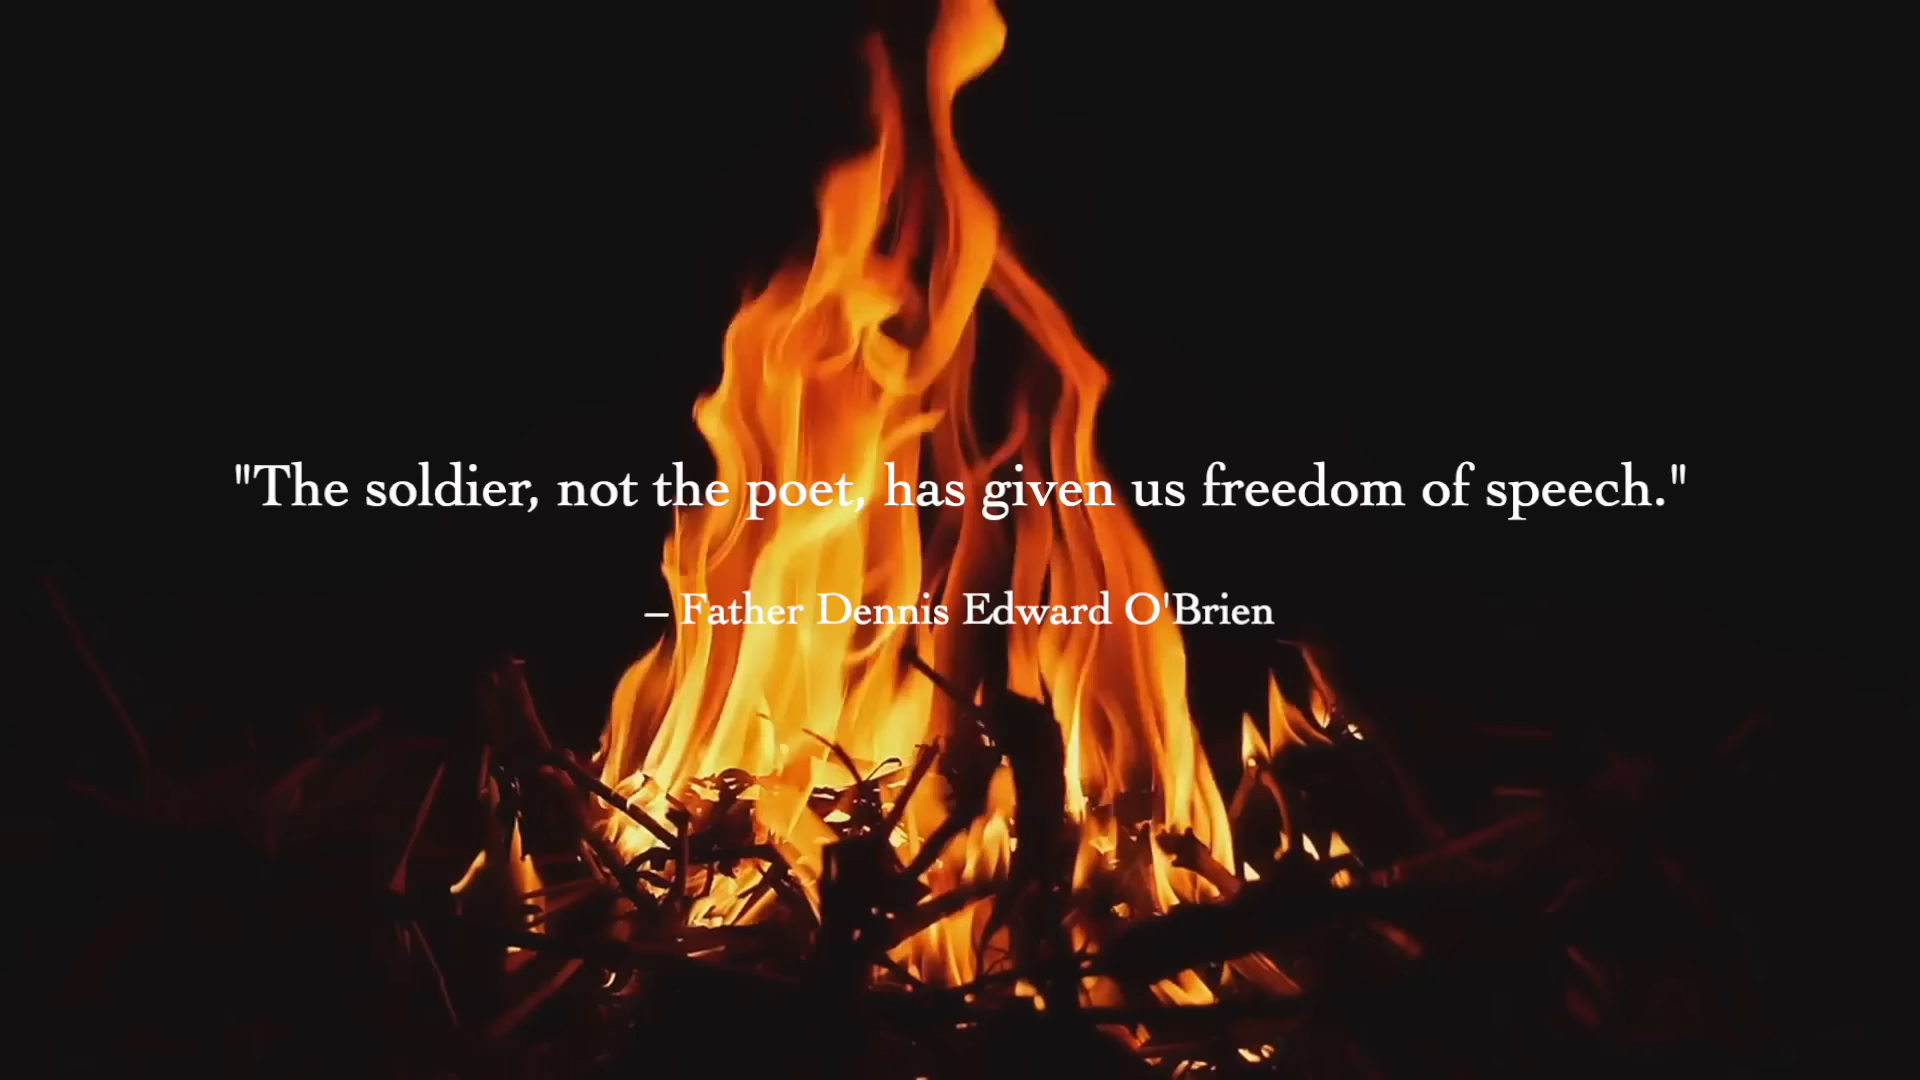 "The soldier, not the poet, has given us freedom of speech."
– Father Dennis Edward O'Brien